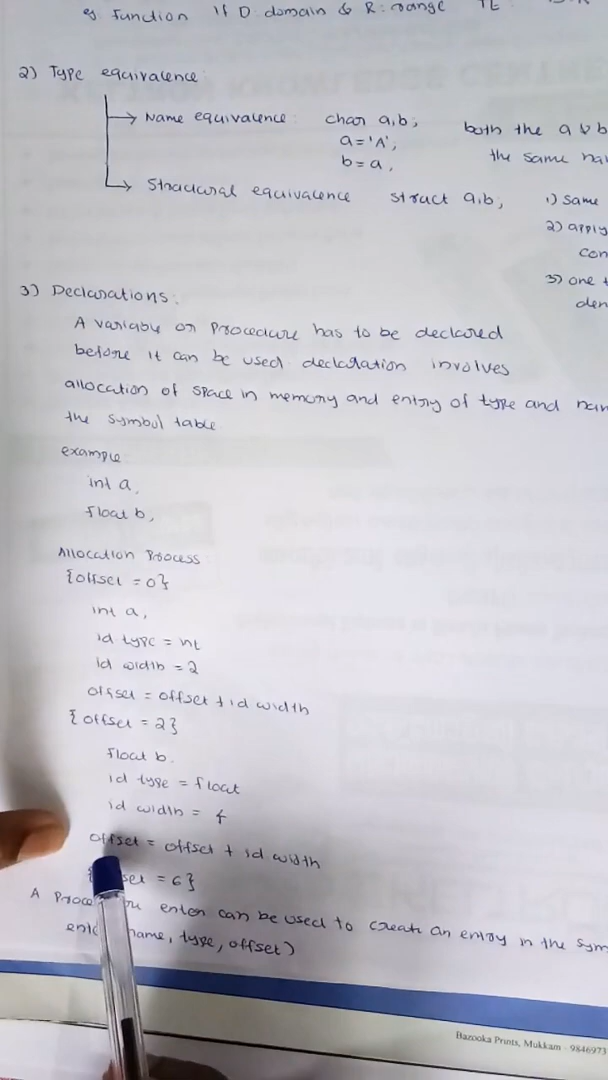 eg function If D: domain & R: range
2) Type equivalence:
Name equivalence: char a,b; both the a & b
a = 'A'; the same
b = a,
Structural equivalence struct a,b; 1) same
2) apply
con
3) one
den
3) Declarations:
A variable or Procedure has to be declared
before it can be used. declaration involves
allocation of space in memory and entry of type and nam
the symbol table
example
int a,
float b,
Allocation Process:
{offset = 0}
int a,
id type = int
id width = 2
offset = offset + id width
{offset = 2}
float b.
id type = float
id width = 4
offset = offset + id width
set = 6}
A Proce enter can be used to create an entry in the sym
ent name, type, offset)
Bazooka Prints, Mukkam - 9846973